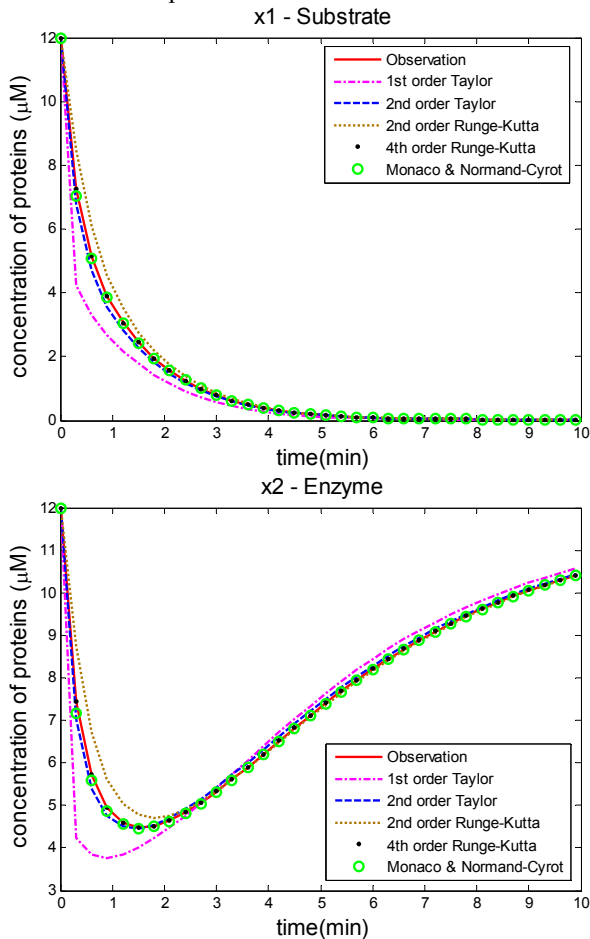 x1 - Substrate
concentration of proteins (μM)
12
10
8
6
4
2
0
Observation
1st order Taylor
2nd order Taylor
2nd order Runge-Kutta
4th order Runge-Kutta
Monaco & Normand-Cyrot
0 1 2 3 4 5 6 7 8 9 10
time(min)
x2 - Enzyme
concentration of proteins (μM)
12
11
10
9
8
7
6
5
4
3
Observation
1st order Taylor
2nd order Taylor
2nd order Runge-Kutta
4th order Runge-Kutta
Monaco & Normand-Cyrot
0 1 2 3 4 5 6 7 8 9 10
time(min)